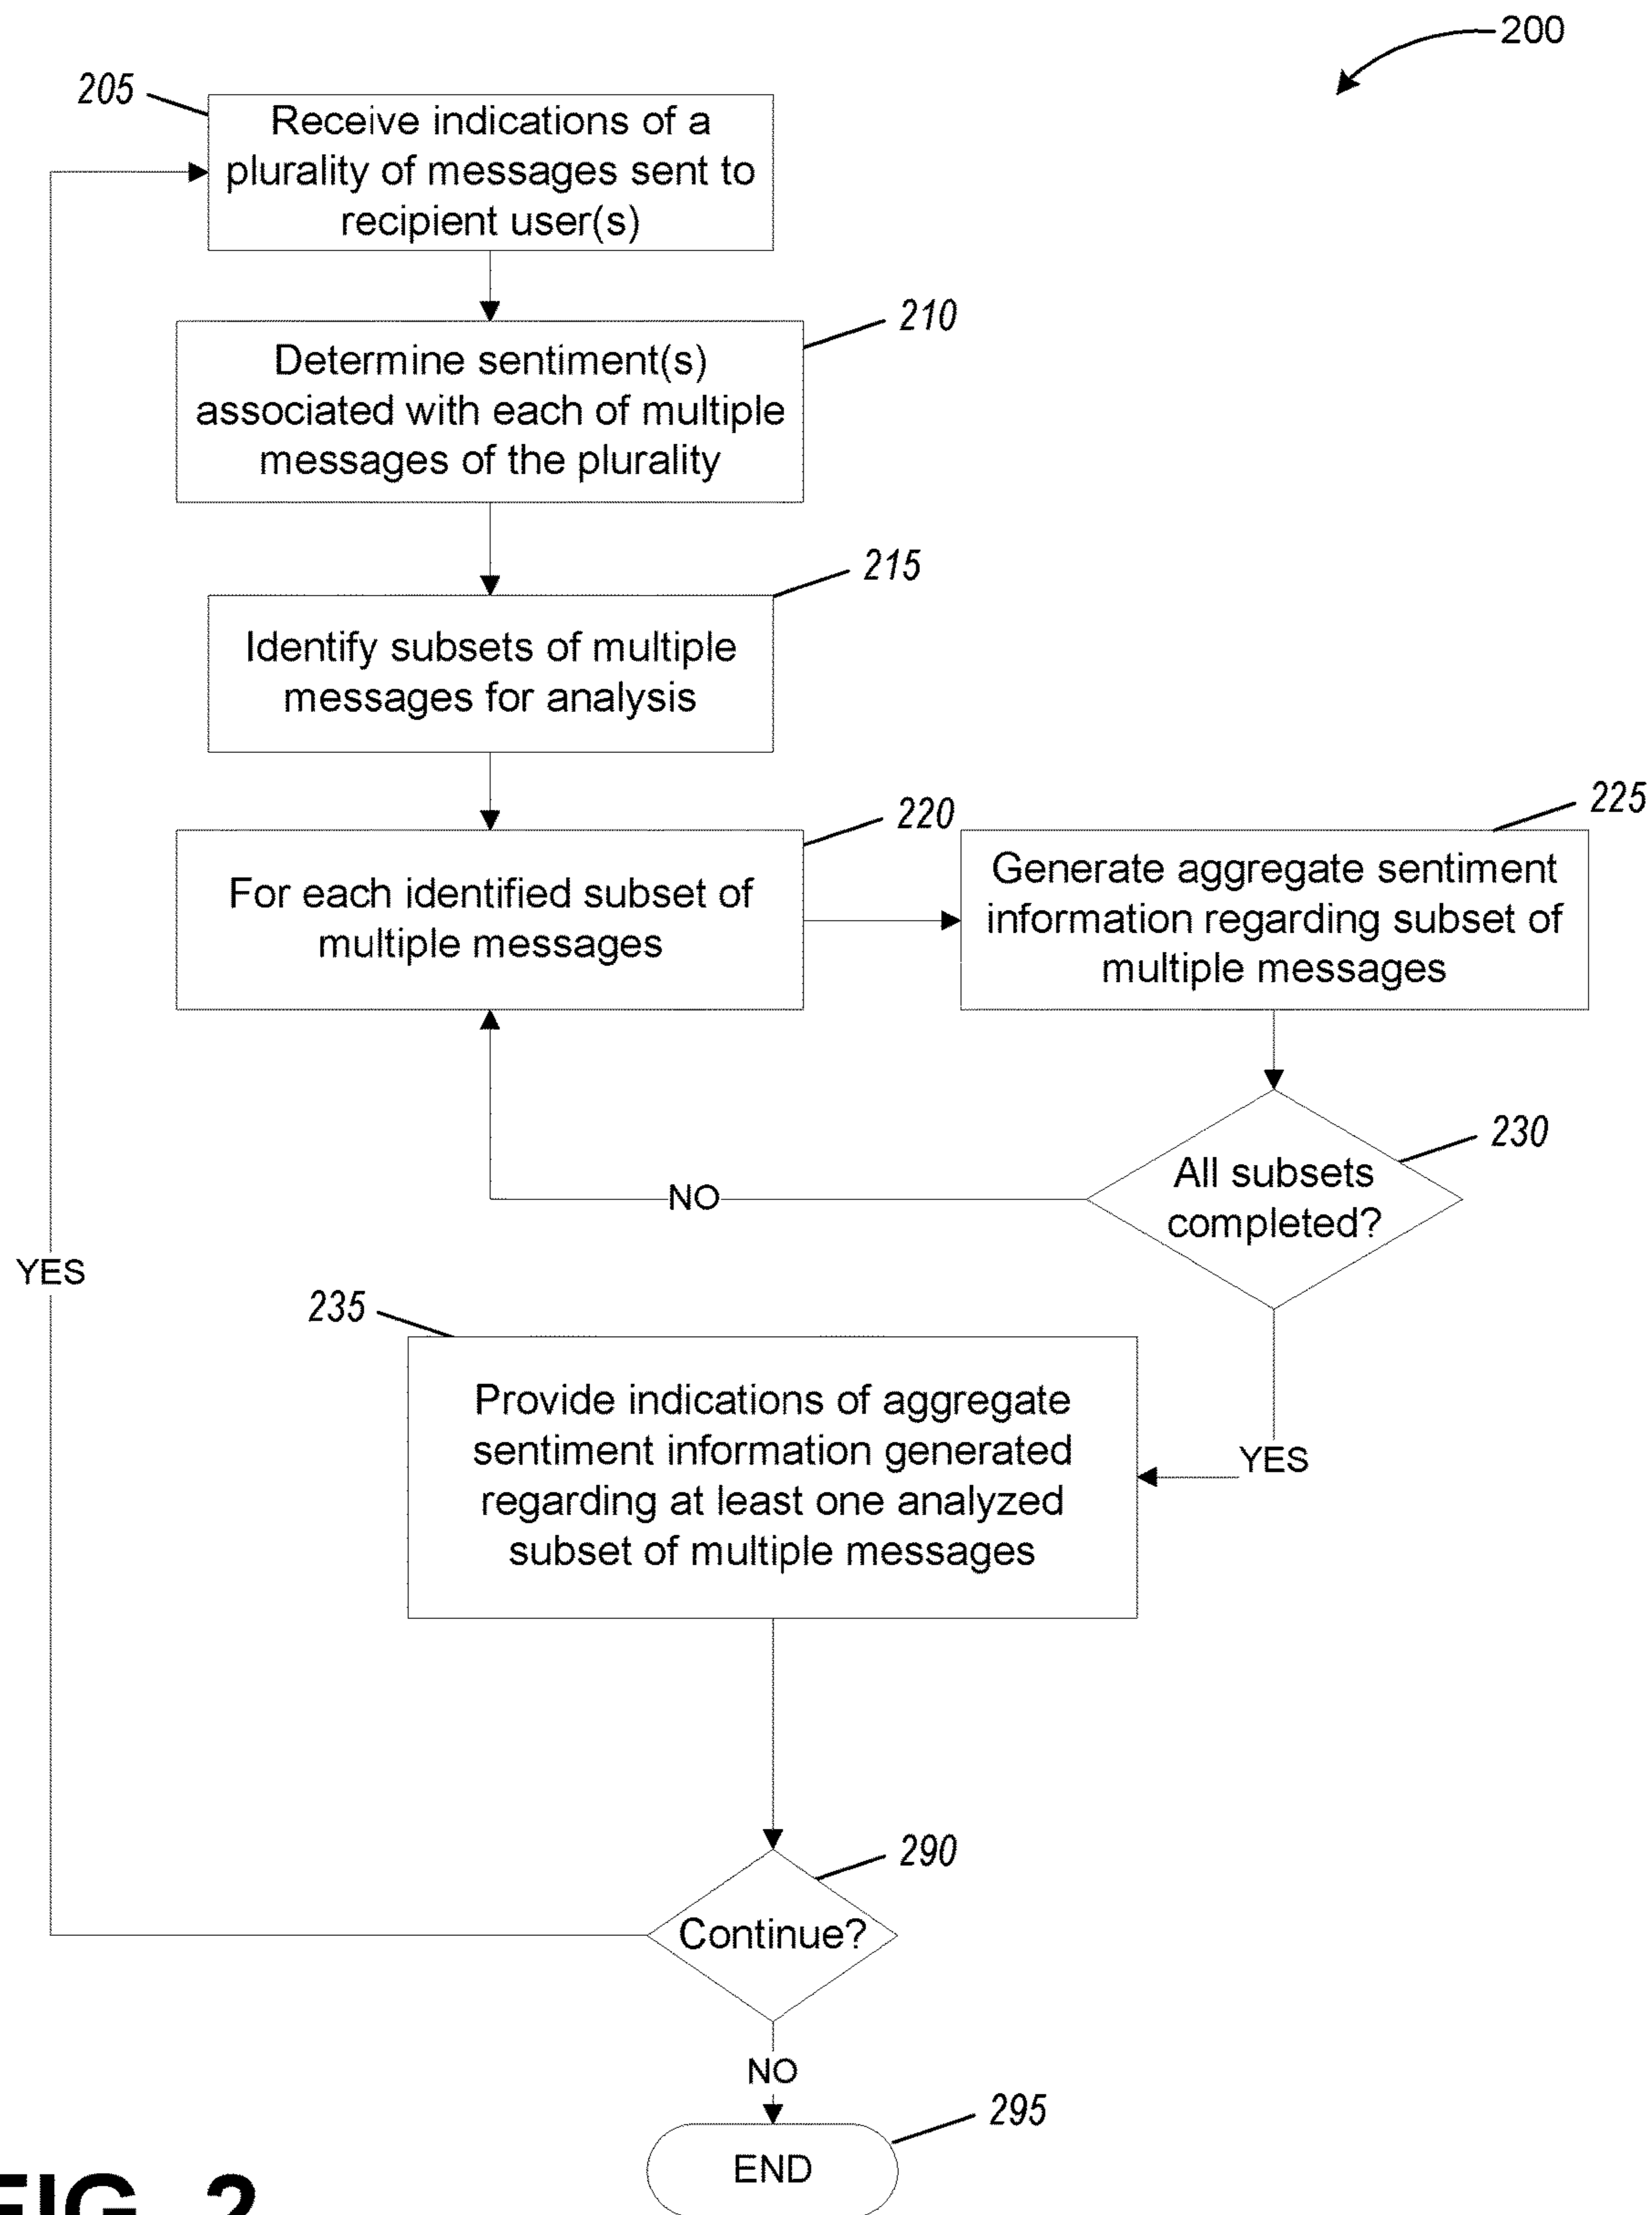 200
205
Receive indications of a
plurality of messages sent to
recipient user(s)
210
Determine sentiment(s)
associated with each of multiple
messages of the plurality
215
Identify subsets of multiple
messages for analysis
220
For each identified subset of
multiple messages
225
Generate aggregate sentiment
information regarding subset of
multiple messages
230
All subsets
completed?
NO
YES
YES
235
Provide indications of aggregate
sentiment information generated
regarding at least one analyzed
subset of multiple messages
290
Continue?
NO
295
END
FIG. 2